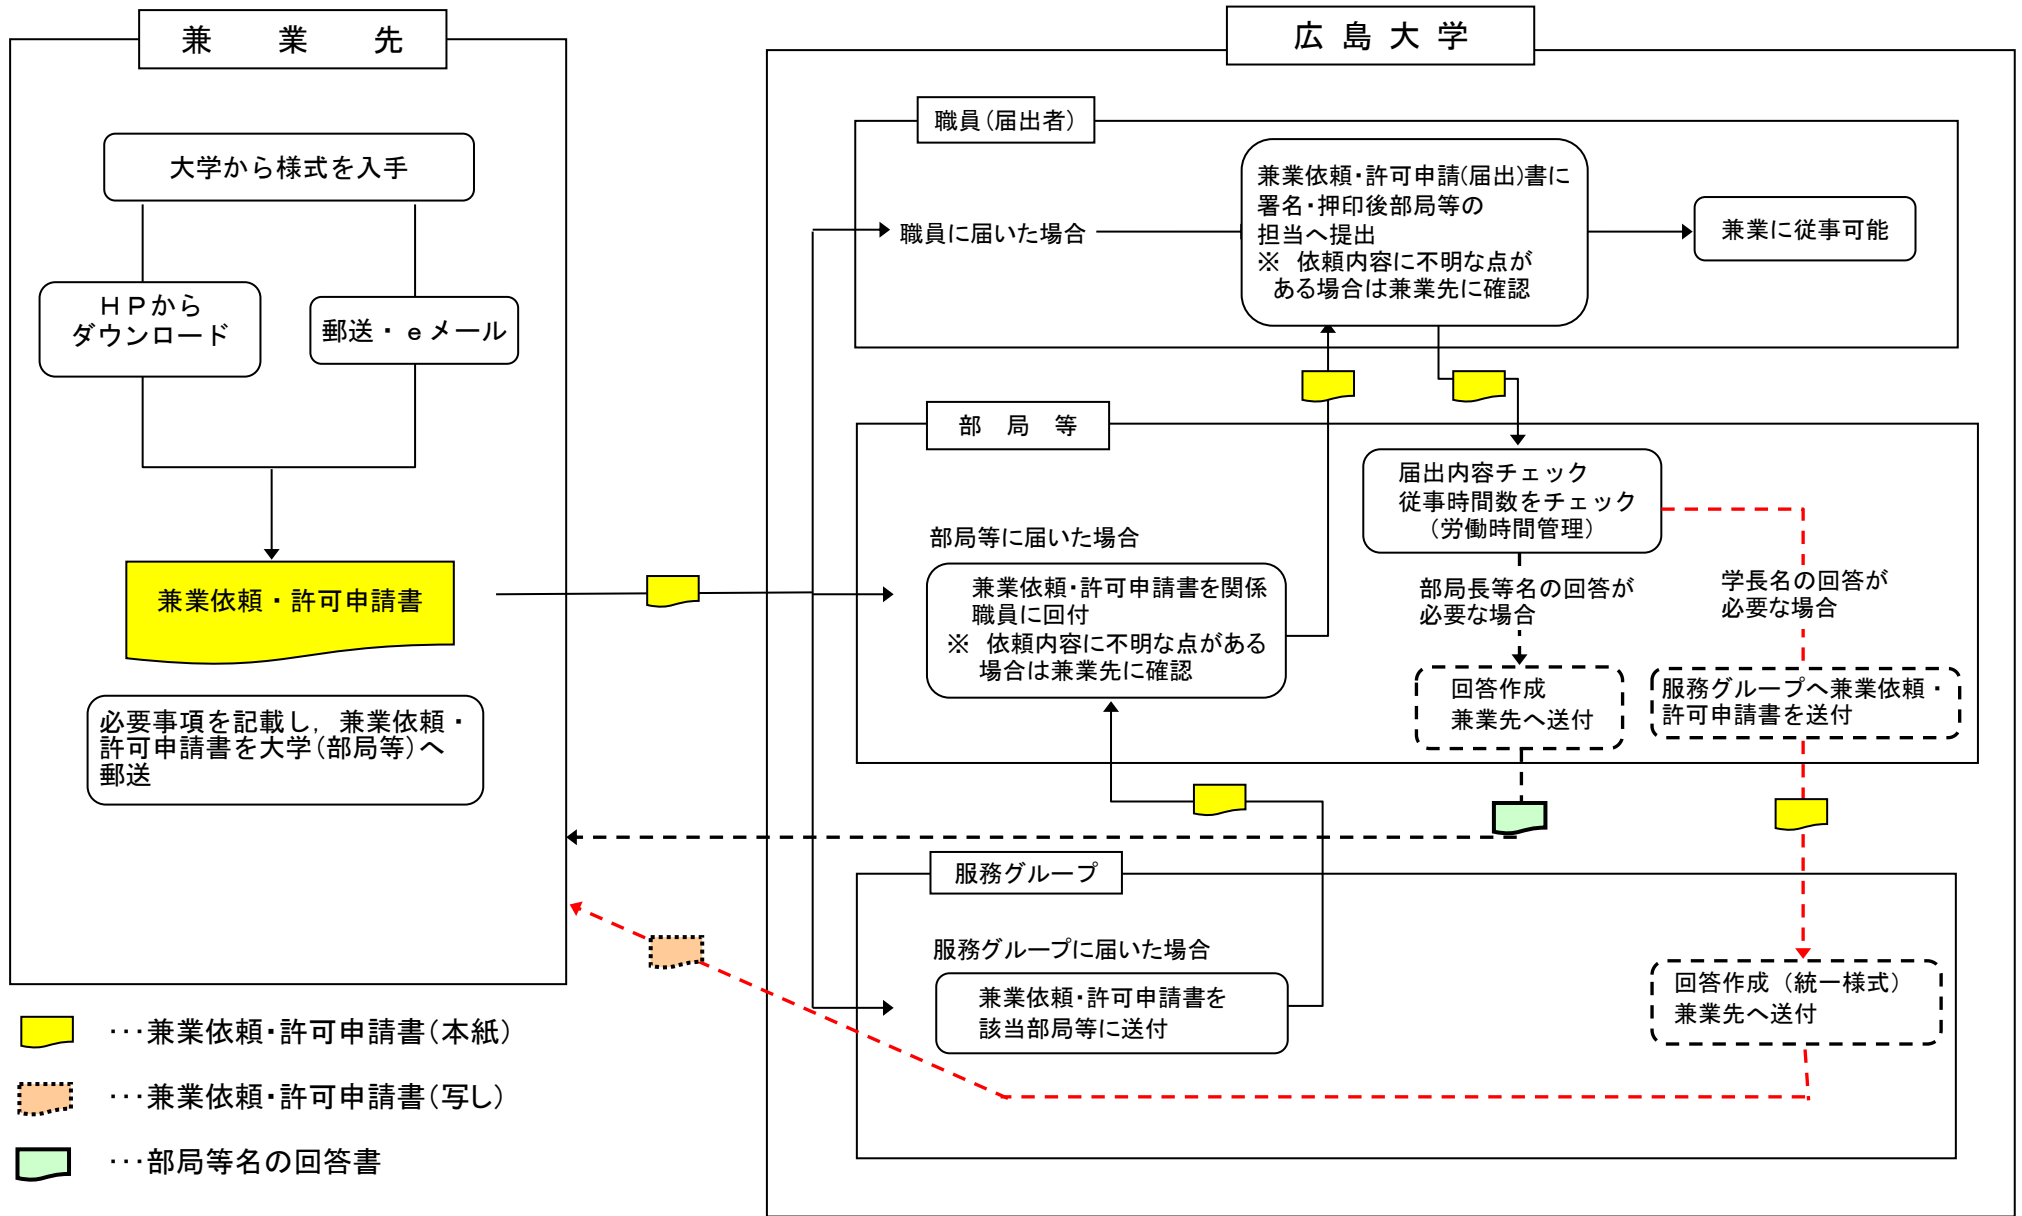 兼業先
大学から様式を入手
ＨＰから
ダウンロード
郵送・ｅメール
兼業依頼・許可申請書
必要事項を記載し，兼業依頼・
許可申請書を大学（部局等）へ
郵送
広島大学
職員（届出者）
職員に届いた場合
兼業依頼・許可申請（届出）書に
署名・押印後部局等の
担当へ提出
※ 依頼内容に不明な点が
ある場合は兼業先に確認
兼業に従事可能
部局等
部局等に届いた場合
兼業依頼・許可申請書を関係
職員に回付
※ 依頼内容に不明な点がある
場合は兼業先に確認
届出内容チェック
従事時間数をチェック
（労働時間管理）
部局長等名の回答が
必要な場合
学長名の回答が
必要な場合
回答作成
兼業先へ送付
服務グループへ兼業依頼・
許可申請書を送付
服務グループ
服務グループに届いた場合
兼業依頼・許可申請書を
該当部局等に送付
回答作成（統一様式）
兼業先へ送付
…兼業依頼・許可申請書（本紙）
…兼業依頼・許可申請書（写し）
…部局等名の回答書